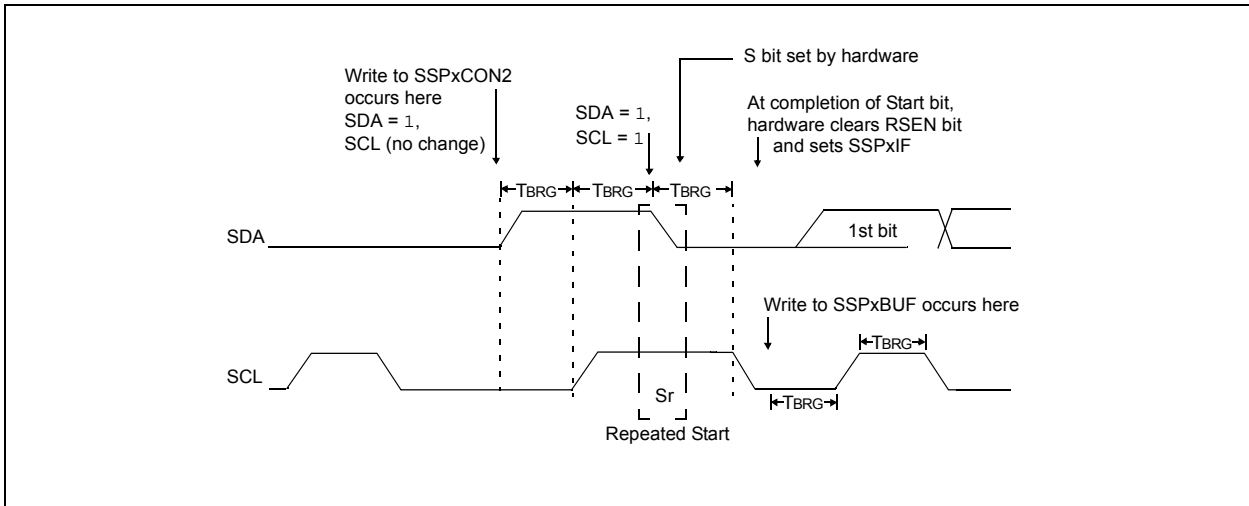 S bit set by hardware
Write to SSPxCON2
occurs here
SDA = 1,
SCL (no change)
SDA = 1,
SCL = 1
At completion of Start bit,
hardware clears RSEN bit
and sets SSPxIF
TBRG TBRG TBRG
SDA
1st bit
Write to SSPxBUF occurs here
TBRG
SCL
Sr
TBRG
Repeated Start